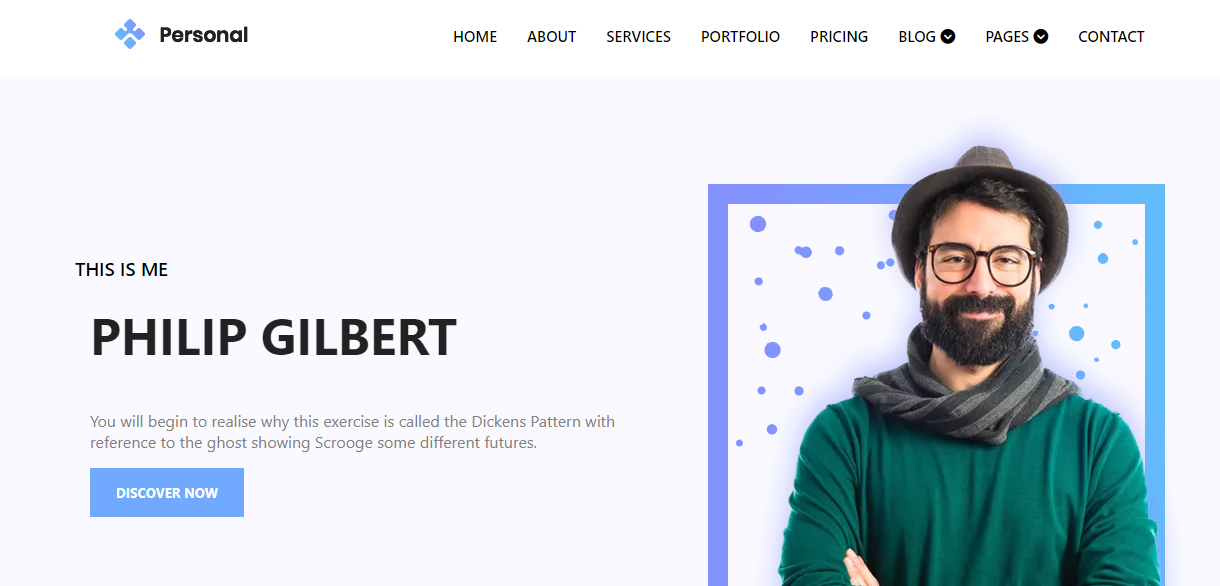 Personal
HOME ABOUT SERVICES PORTFOLIO PRICING BLOG PAGES CONTACT
THIS IS ME
PHILIP GILBERT
You will begin to realise why this exercise is called the Dickens Pattern with
reference to the ghost showing Scrooge some different futures.
DISCOVER NOW